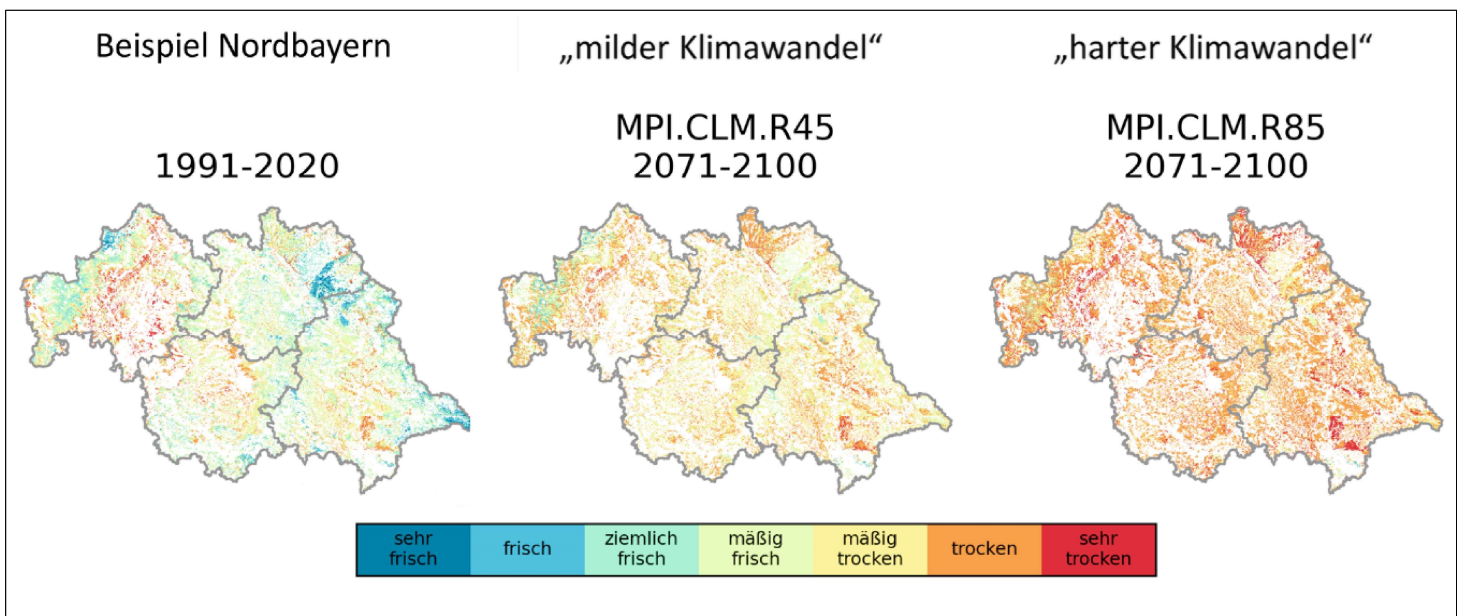 Beispiel Nordbayern
„milder Klimawandel“
„harter Klimawandel“
1991-2020
MPI.CLM.R45
2071-2100
MPI.CLM.R85
2071-2100
sehr
frisch
frisch
ziemlich
frisch
mäßig
frisch
mäßig
trocken
trocken
sehr
trocken